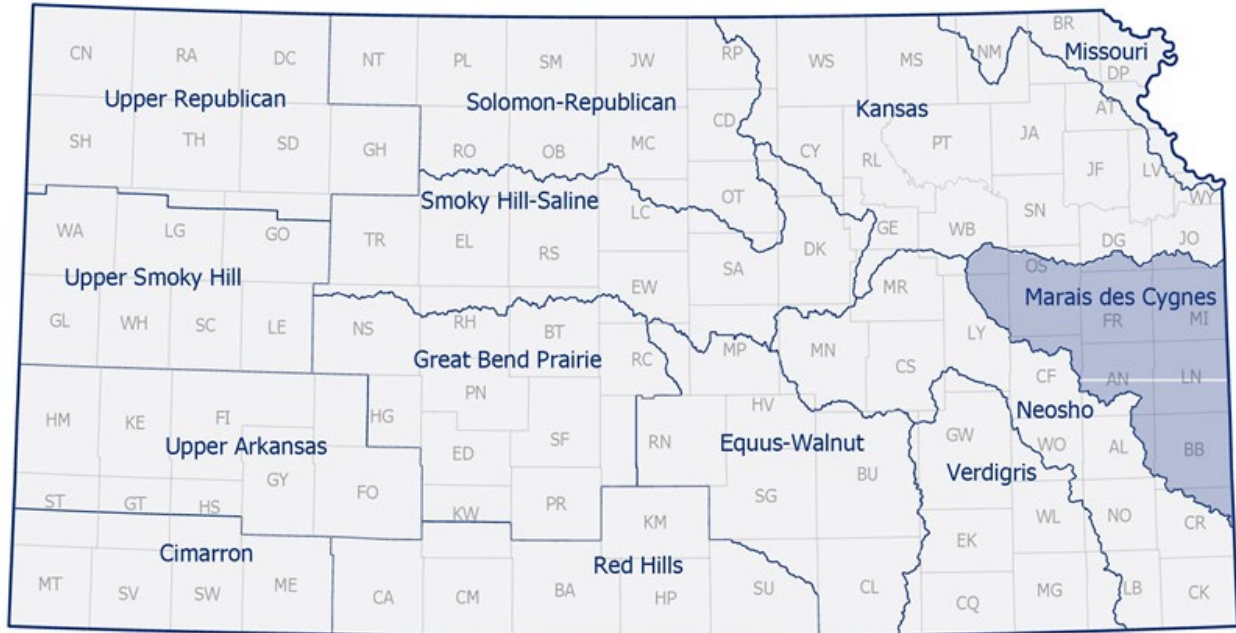 BR
CN RA DC NT PL SM JW RP WS MS NM Missouri
DP
Upper Republican Solomon-Republican Kansas AT
SH TH SD GH RO OB MC CD CY RL PT JA JF LV
WY
Smoky Hill-Saline OT SN
WA LG GO TR EL RS LC DK GE WB DG JO
Upper Smoky Hill SA OS
EW MR Marais des Cygnes
GL WH SC LE NS RH BT MN LY FR MI
Great Bend Prairie RC MP CS CF AN LN
PN
HM KE FI HG HV Neosho
Upper Arkansas ED SF RN Equus-Walnut GW WO AL BB
GY FO BU Verdigris
ST GT HS KW PR SG
KM WL NO CR
Cimarron Red Hills EK
MT SV SW ME CA CM BA HP SU CL CQ MG LB CK